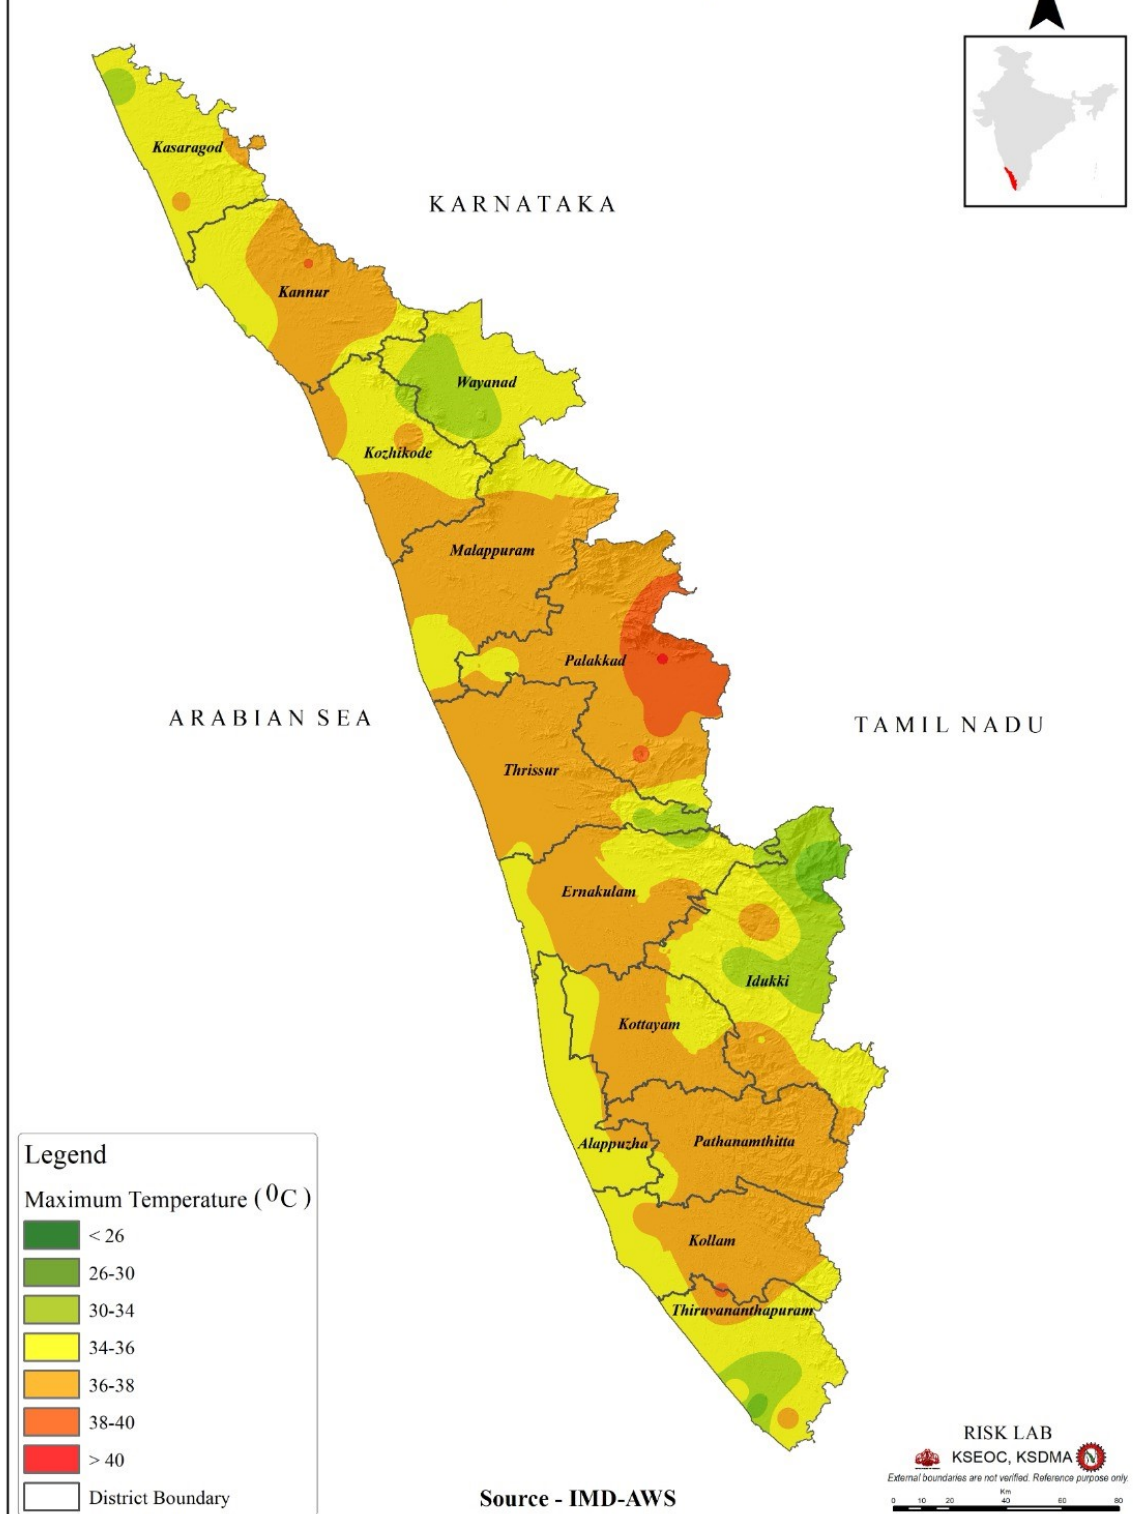 Kasaragod
KARNATAKA
Kannur
Wayanad
Kozhikode
Malappuram
Palakkad
ARABIAN SEA
TAMIL NADU
Thrissur
Ernakulam
Idukki
Kottayam
Alappuzha
Pathanamthitta
Kollam
Thiruvananthapuram
Legend
Maximum Temperature (⁰C )
< 26
26-30
30-34
34-36
36-38
38-40
> 40
District Boundary
Source - IMD-AWS
RISK LAB
KSEOC, KSDMA
External boundaries are not verified. Reference purpose only.
Km
0 10 20 40 60 80